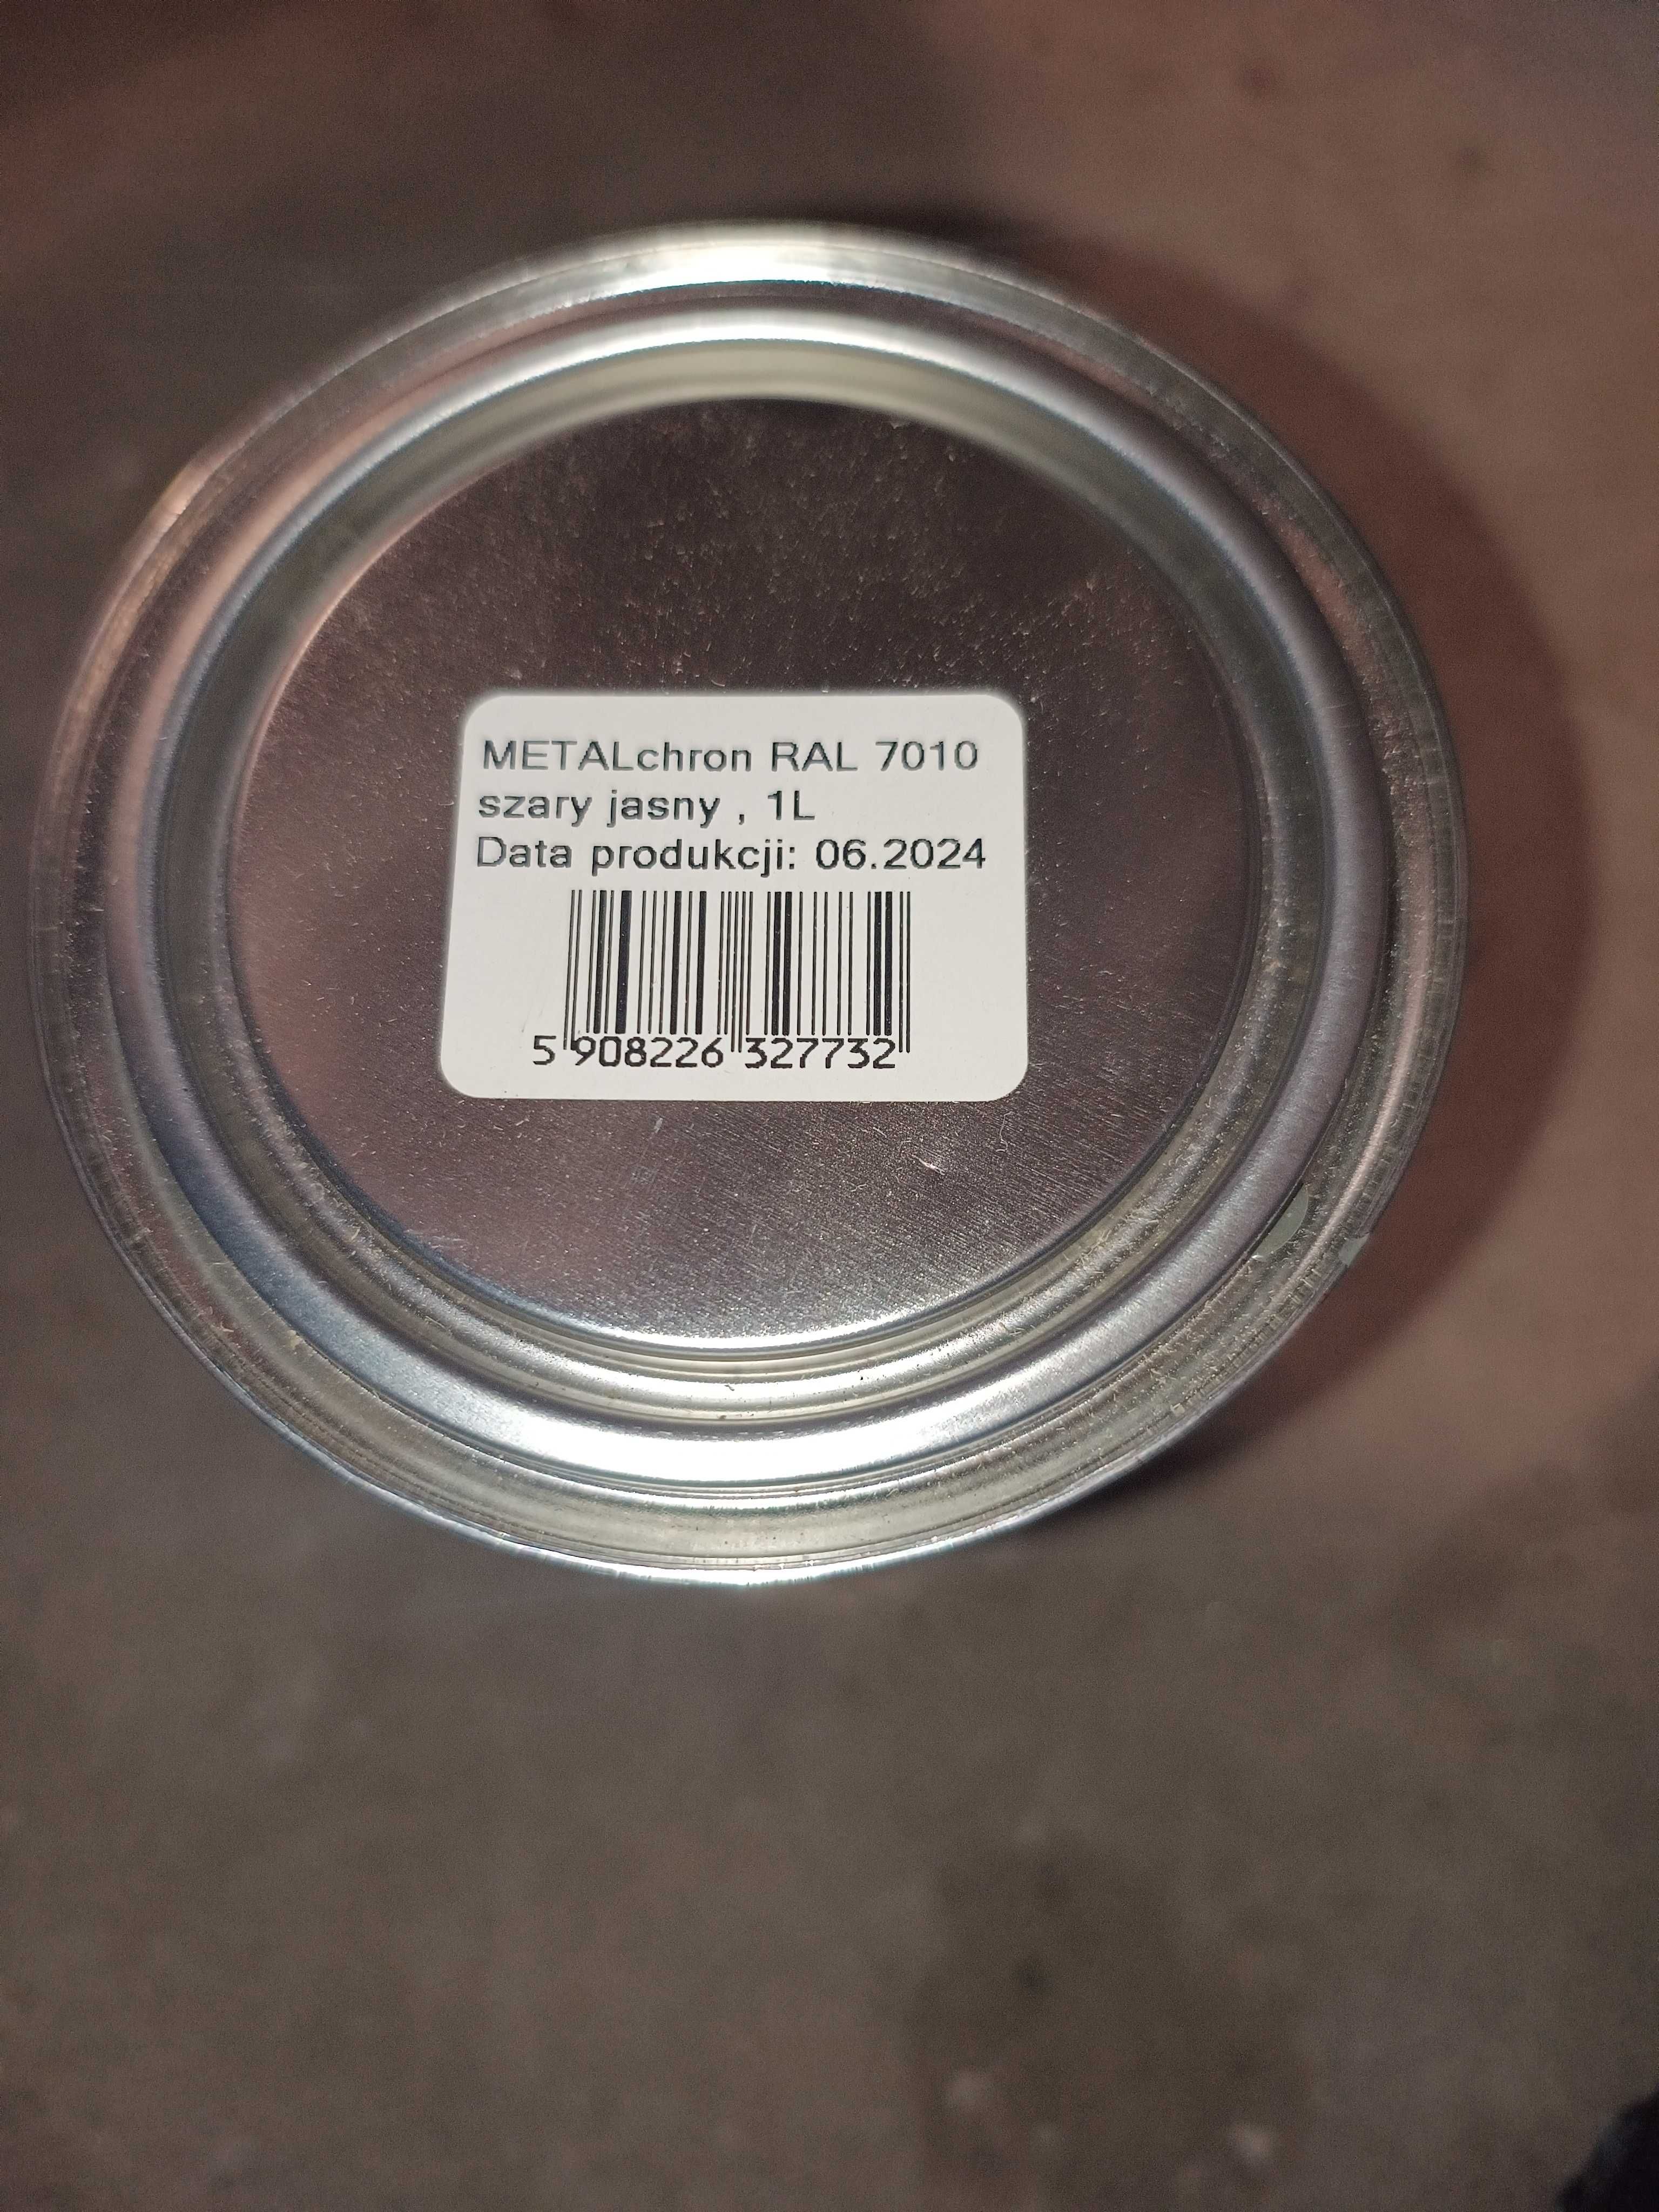 METALchron RAL 7010
szary jasny , 1L
Data produkcji: 06.2024
5 908226 327732